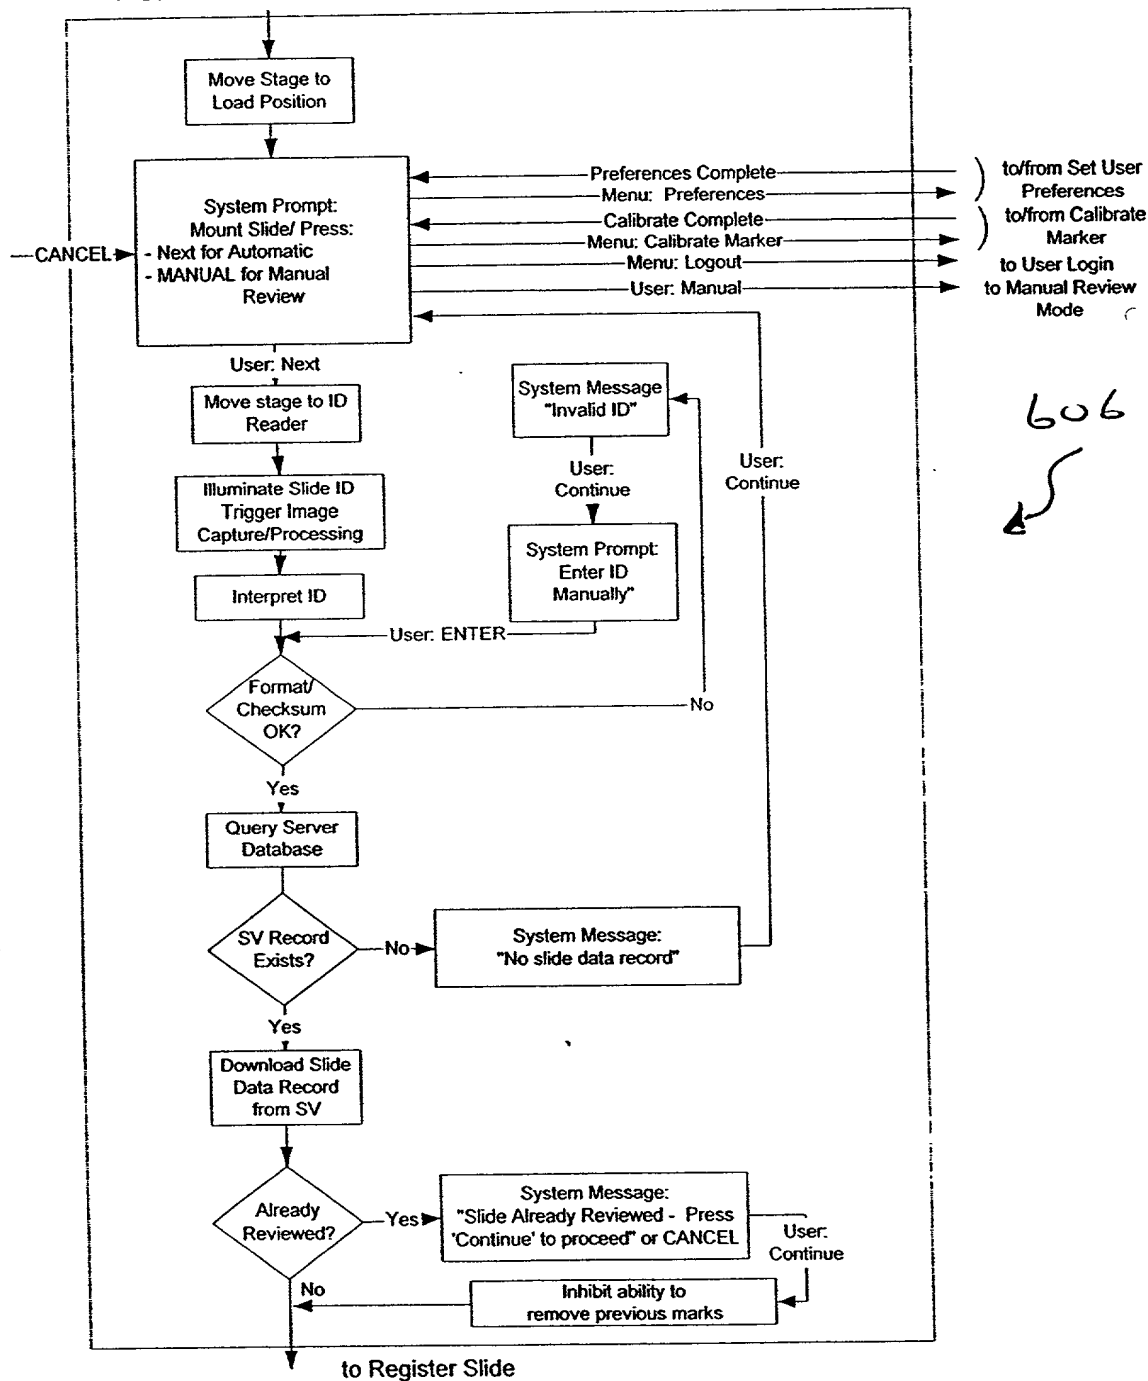 Move Stage to
Load Position
System Prompt:
Mount Slide/ Press:
- Next for Automatic
- MANUAL for Manual
Review
CANCEL
Preferences Complete
Menu: Preferences
Calibrate Complete
Menu: Calibrate Marker
Menu: Logout
User: Manual
to/from Set User
Preferences
to/from Calibrate
Marker
to User Login
to Manual Review
Mode
606
User: Next
Move stage to ID
Reader
Illuminate Slide ID
Trigger Image
Capture/Processing
Interpret ID
System Message
"Invalid ID"
User:
Continue
System Prompt:
Enter ID
Manually"
User:
Continue
User: ENTER
Format/
Checksum
OK?
No
Yes
Query Server
Database
SV Record
Exists?
No
System Message:
"No slide data record"
Yes
Download Slide
Data Record
from SV
Already
Reviewed?
Yes
System Message:
"Slide Already Reviewed - Press
'Continue' to proceed" or CANCEL
User:
Continue
No
Inhibit ability to
remove previous marks
to Register Slide